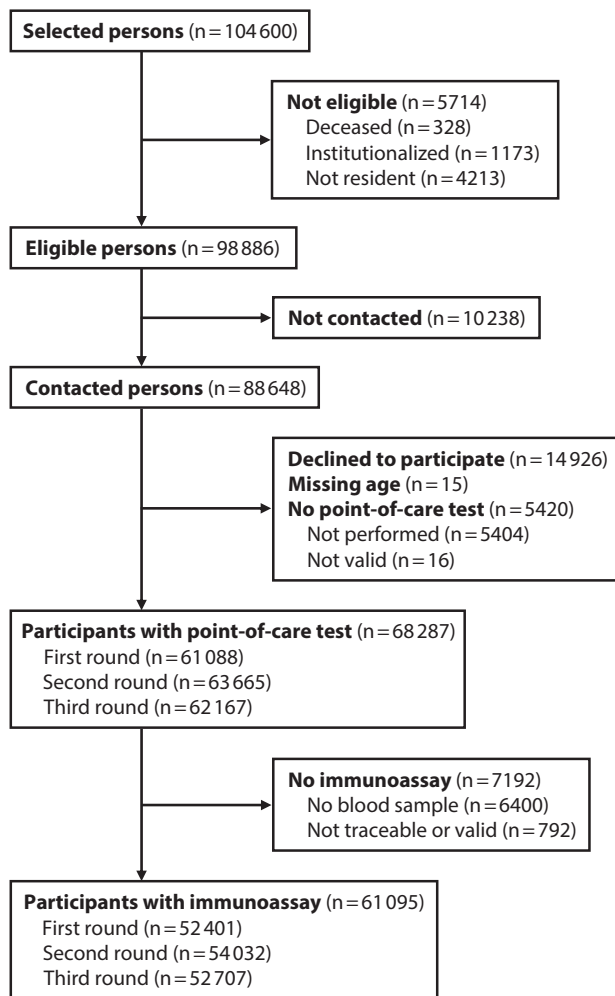 Selected persons (n=104 600)
Not eligible (n=5714)
Deceased (n=328)
Institutionalized (n=1173)
Not resident (n=4213)
Eligible persons (n=98 886)
Not contacted (n=10 238)
Contacted persons (n=88 648)
Declined to participate (n=14 926)
Missing age (n=15)
No point-of-care test (n=5420)
Not performed (n=5404)
Not valid (n=16)
Participants with point-of-care test (n=68 287)
First round (n=61 088)
Second round (n=63 665)
Third round (n=62 167)
No immunoassay (n=7192)
No blood sample (n=6400)
Not traceable or valid (n=792)
Participants with immunoassay (n=61 095)
First round (n=52 401)
Second round (n=54 032)
Third round (n=52 707)